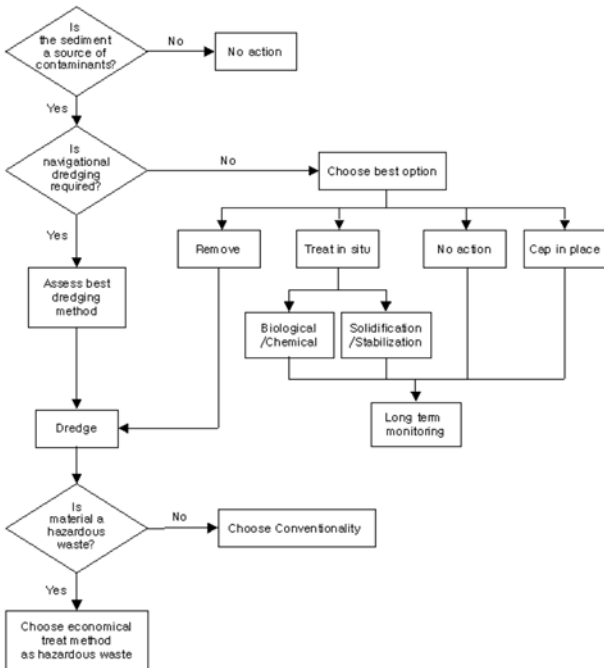 Is
the sediment
a source of
contaminants?
No
No action
Yes
Is
navigational
dredging
required?
No
Choose best option
Yes
Remove
Treat in situ
No action
Cap in place
Assess best
dredging
method
Biological
/Chemical
Solidification
/Stabilization
Long term
monitoring
Dredge
Is
material a
hazardous
waste?
No
Choose Conventionality
Yes
Choose economical
treat method
as hazardous waste